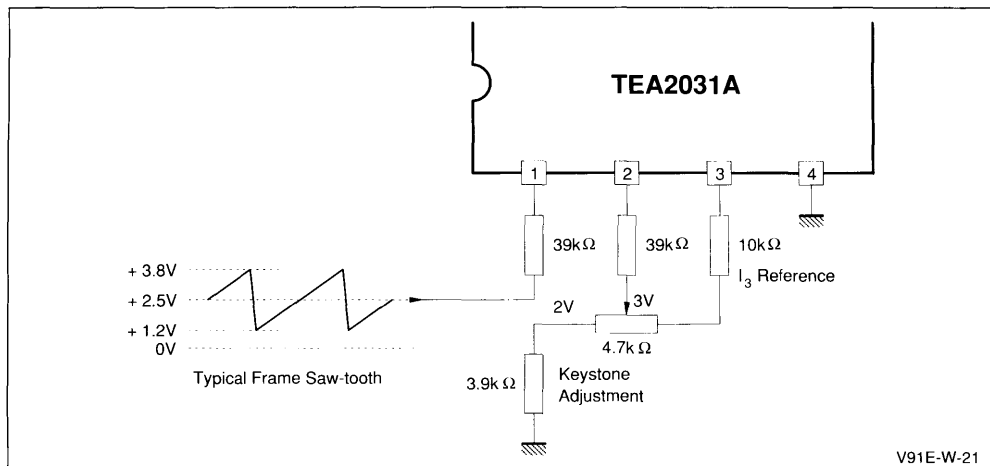 TEA2031A
1 2 3 4
39kΩ 39kΩ 10kΩ
I3 Reference
+ 3.8V
+ 2.5V
+ 1.2V
0V
2V 3V
4.7kΩ
Typical Frame Saw-tooth
3.9kΩ
Keystone
Adjustment
V91E-W-21